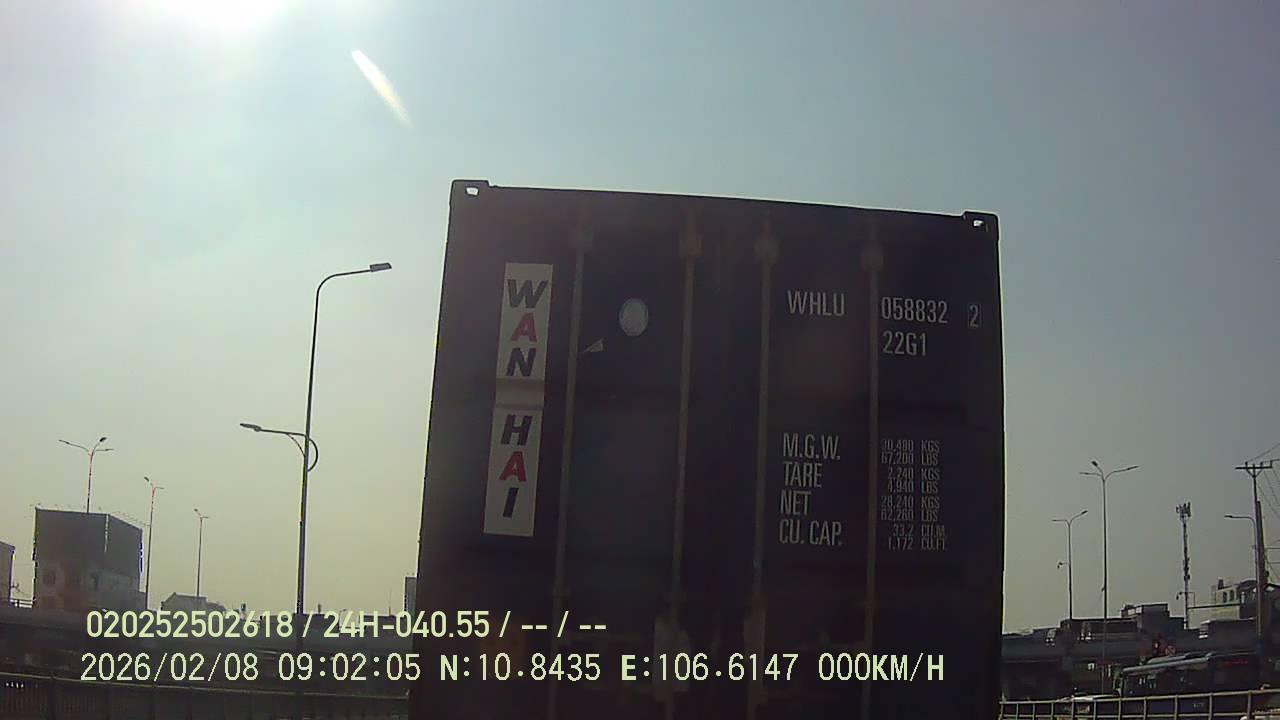 WAN HAI
WHLU 058832 2
22G1
M.G.W. 30,480 KGS
67,200 LBS
TARE 2,240 KGS
4,940 LBS
NET 28,240 KGS
62,260 LBS
CU. CAP. 33.2 CU.M.
1,172 CU.FT.
020252502618 / 24H-040.55 / -- / --
2026/02/08 09:02:05 N:10.8435 E:106.6147 000KM/H